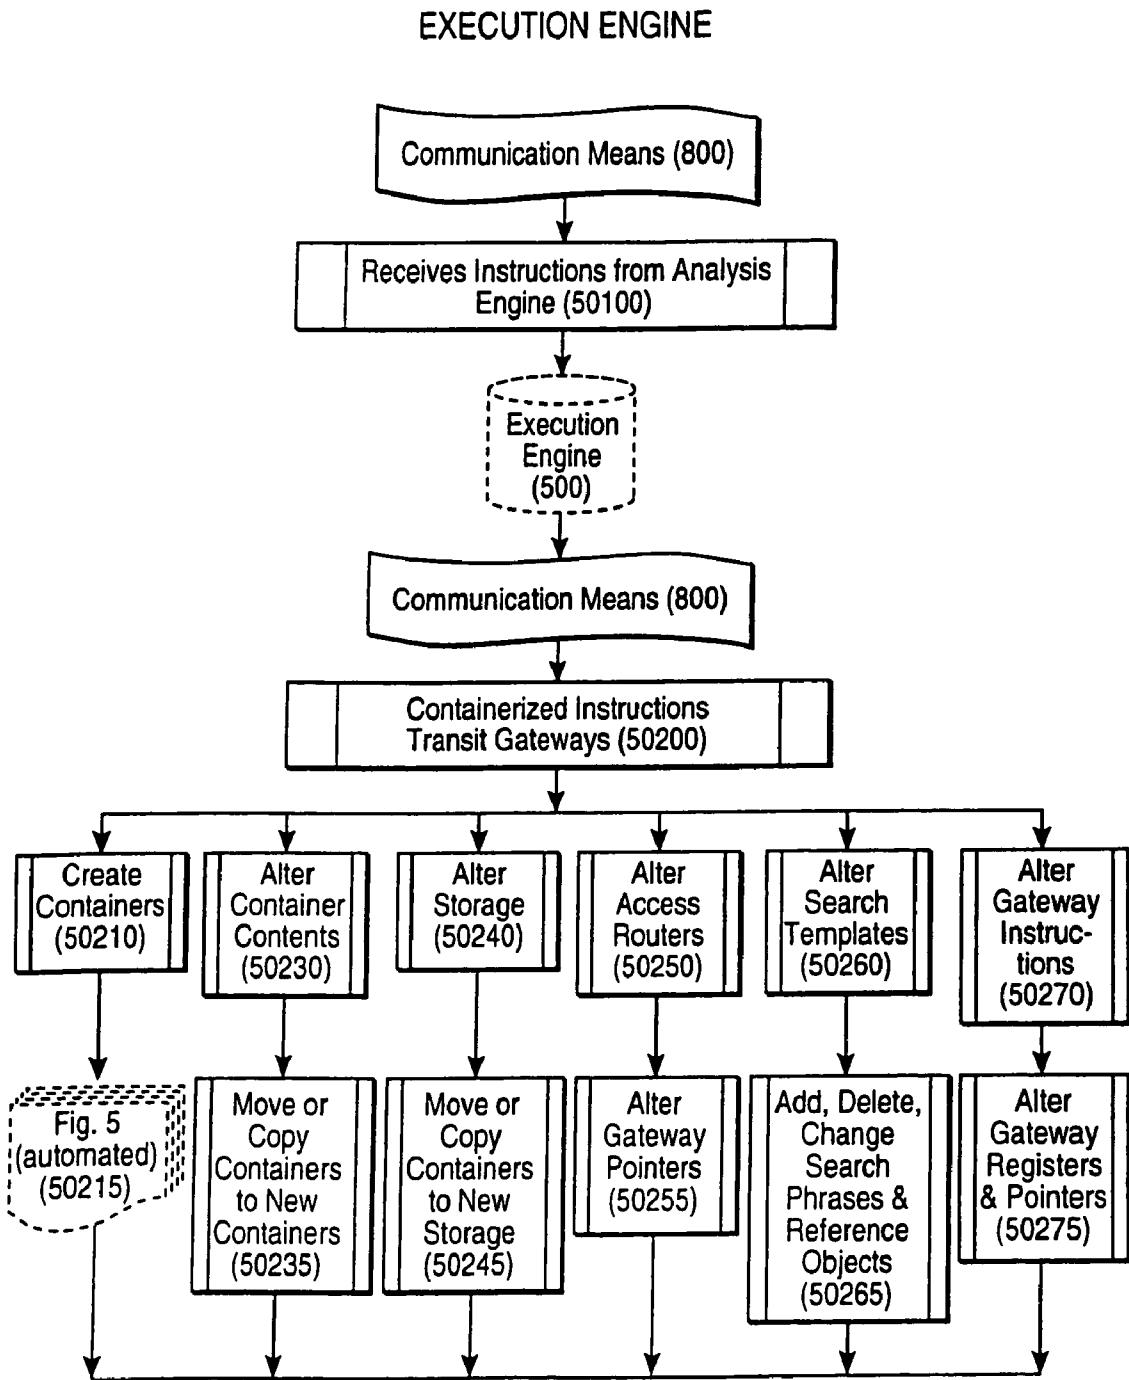 EXECUTION ENGINE
Communication Means (800)
Receives Instructions from Analysis
Engine (50100)
Execution
Engine
(500)
Communication Means (800)
Containerized Instructions
Transit Gateways (50200)
Create
Containers
(50210)
Alter
Container
Contents
(50230)
Alter
Storage
(50240)
Alter
Access
Routers
(50250)
Alter
Search
Templates
(50260)
Alter
Gateway
Instruc-
tions
(50270)
Fig. 5
(automated)
(50215)
Move or
Copy
Containers
to New
Containers
(50235)
Move or
Copy
Containers
to New
Storage
(50245)
Alter
Gateway
Pointers
(50255)
Add, Delete,
Change
Search
Phrases &
Reference
Objects
(50265)
Alter
Gateway
Registers
& Pointers
(50275)